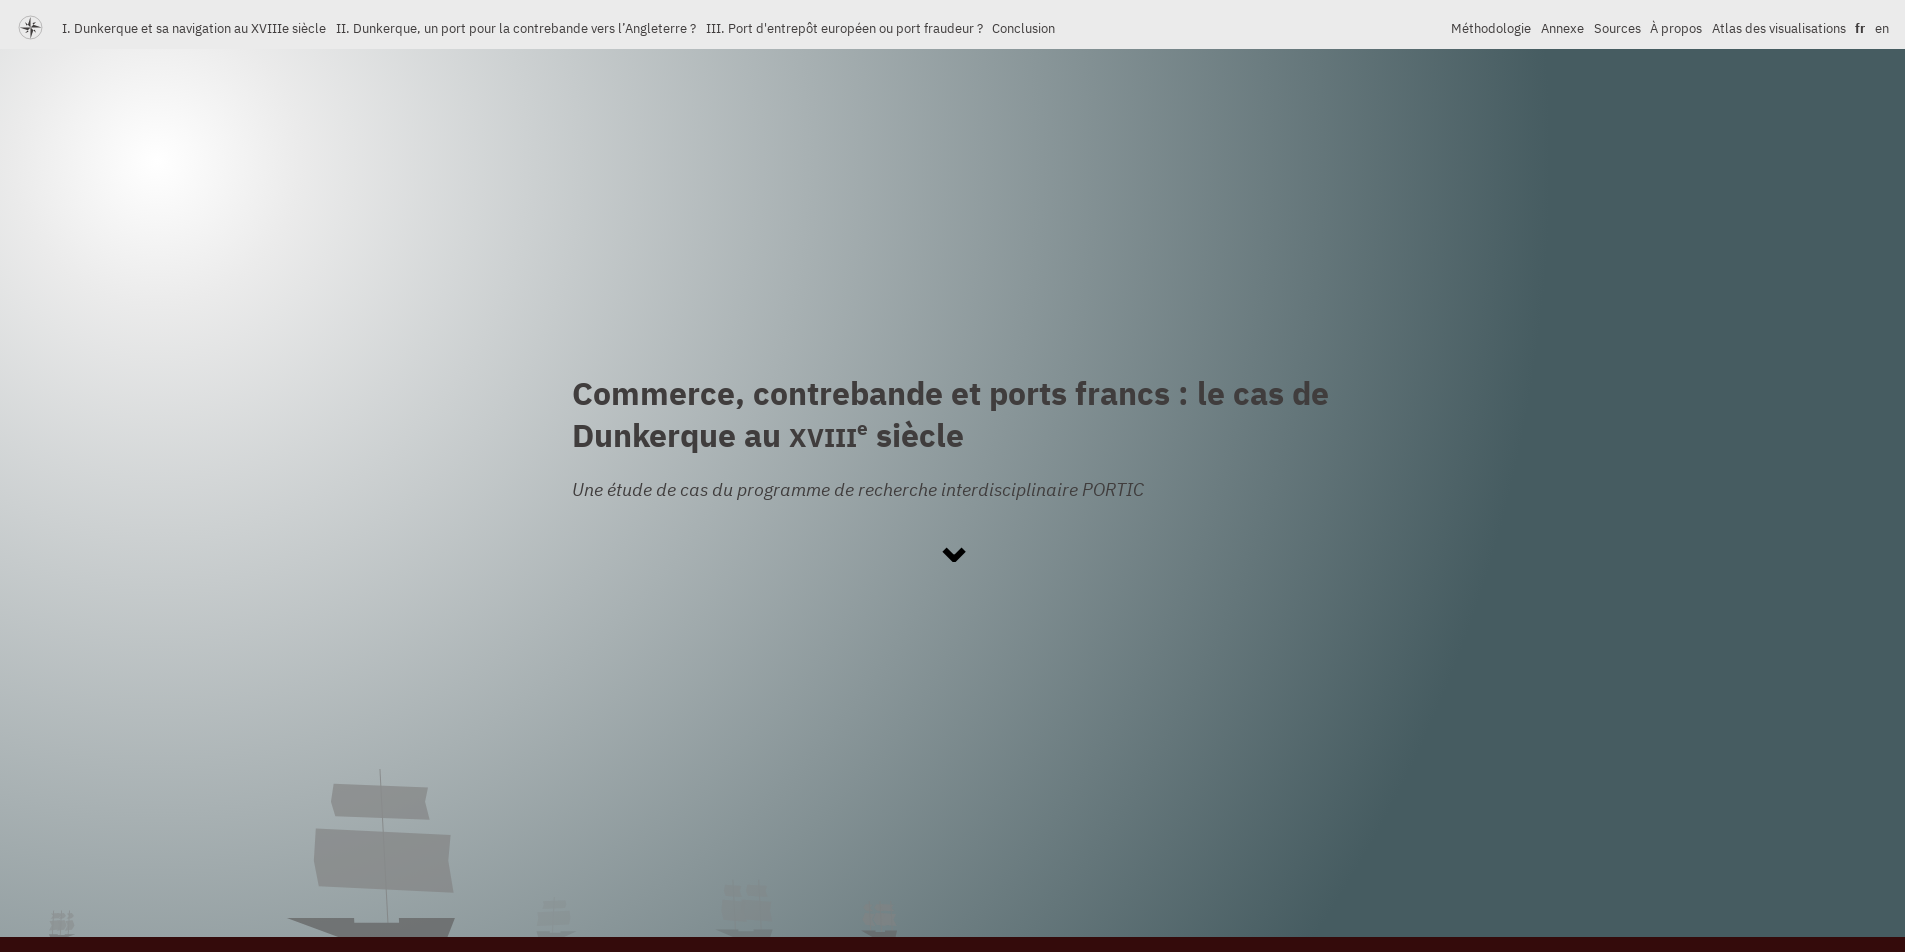 I. Dunkerque et sa navigation au XVIIIe siècle II. Dunkerque, un port pour la contrebande vers l’Angleterre ? III. Port d'entrepôt européen ou port fraudeur ? Conclusion Méthodologie Annexe Sources À propos Atlas des visualisations fr en
Commerce, contrebande et ports francs : le cas de
Dunkerque au XVIIIe siècle
Une étude de cas du programme de recherche interdisciplinaire PORTIC